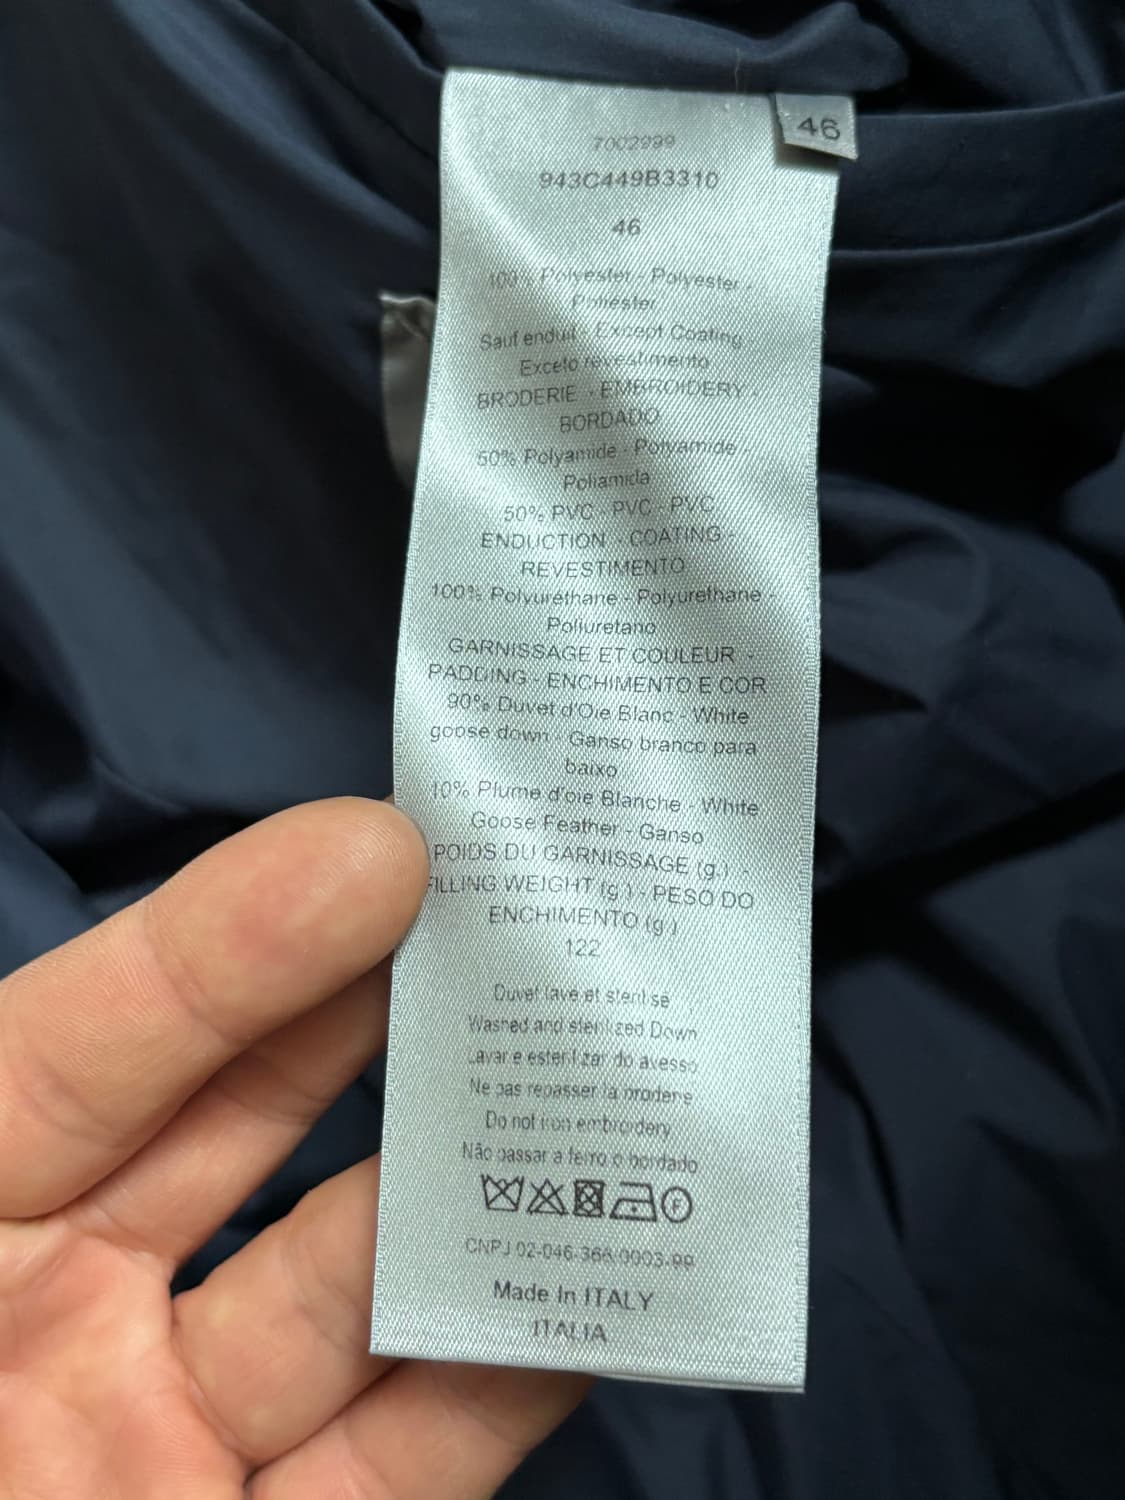 46
7002999
943C449B3310
46
100% Polyester - Polyester -
Poliéster
Sauf enduit - Except Coating -
Exceto revestimento
BRODERIE - EMBROIDERY -
BORDADO
50% Polyamide - Polyamide -
Poliamida
50% PVC - PVC - PVC
ENDUCTION - COATING -
REVESTIMENTO
100% Polyuréthane - Polyurethane -
Poliuretano
GARNISSAGE ET COULEUR -
PADDING - ENCHIMENTO E COR
90% Duvet d'Oie Blanc - White
goose down - Ganso branco para
baixo
10% Plume d'oie Blanche - White
Goose Feather - Ganso
POIDS DU GARNISSAGE (g.) -
FILLING WEIGHT (g.) - PESO DO
ENCHIMENTO (g.)
122
Duvet lavé et stérilisé
Washed and sterilized Down
Lavar e esterilizar do avesso
Ne pas repasser la broderie
Do not iron embroidery
Não passar a ferro o bordado
F
CNPJ 02-046-366-0003-99
Made In ITALY
ITALIA